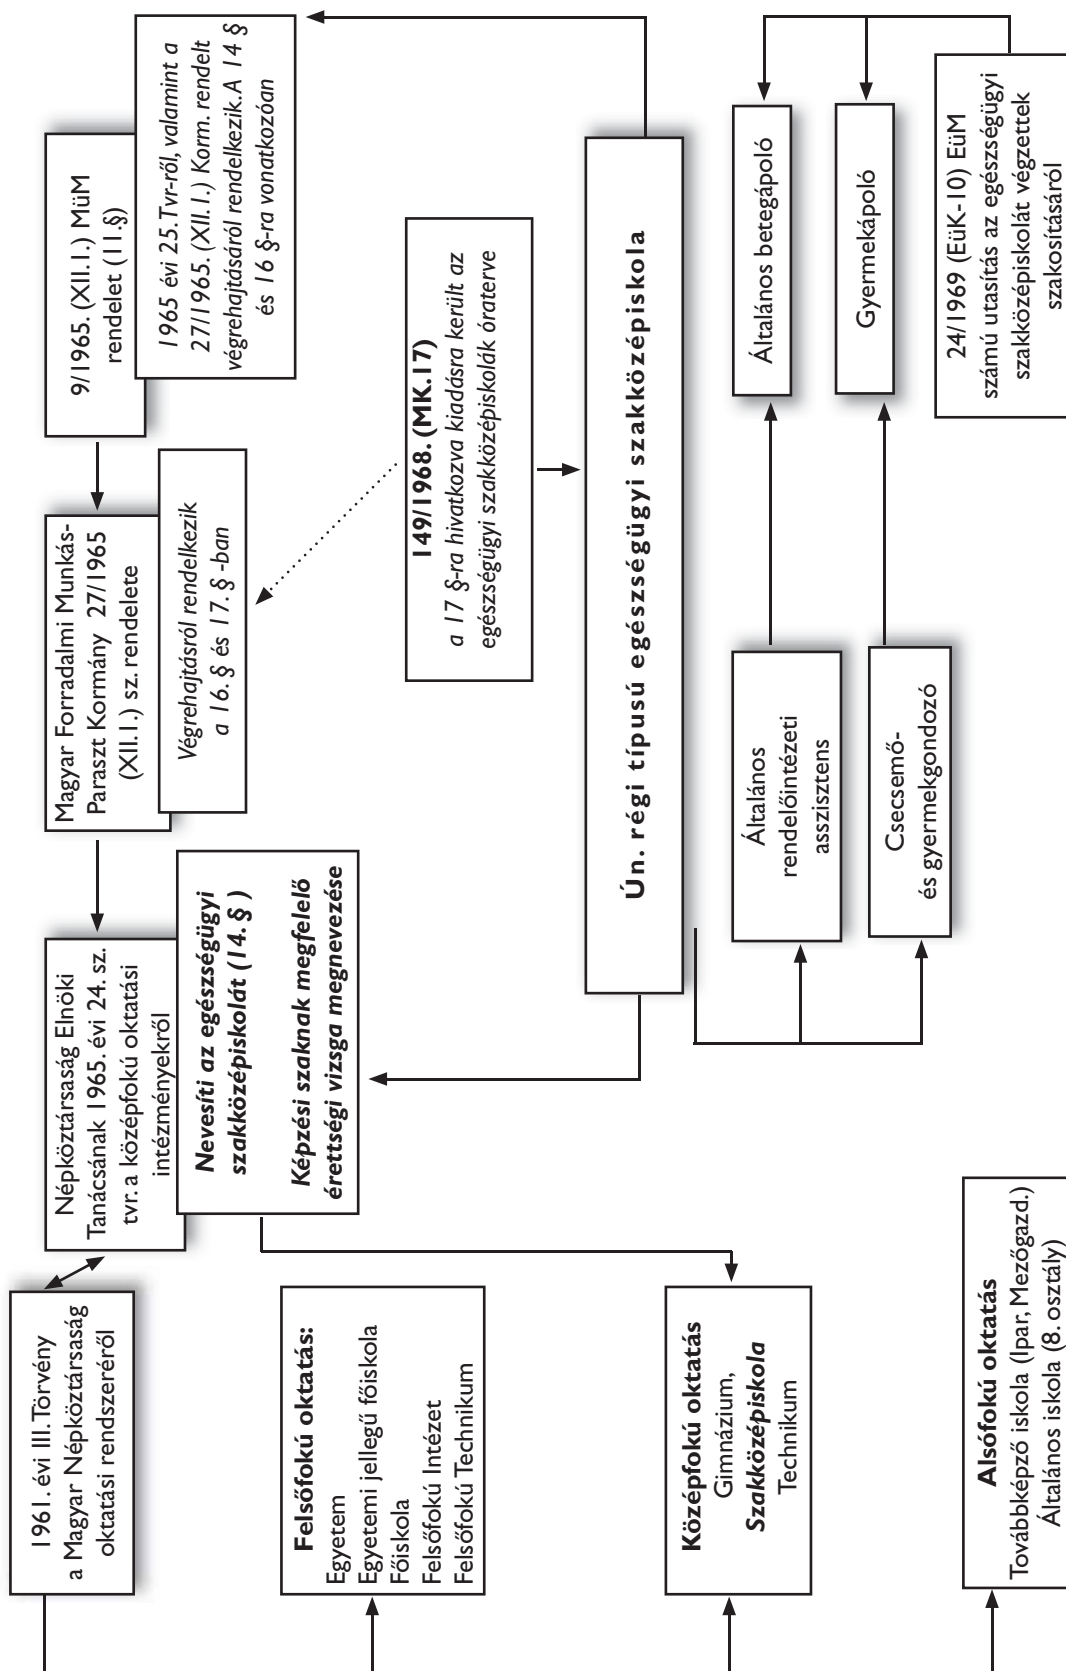 1961. évi III. Törvény
a Magyar Népköztársaság
oktatási rendszeréről
Népköztársaság Elnöki
Tanácsának 1965. évi 24. sz.
tvr. a középfokú oktatási
intézményekről
Nevesíti az egészségügyi
szakközépiskolát (14. § )
Képzési szaknak megfelelő
érettségi vizsga megnevezése
Magyar Forradalmi Munkás-
Paraszt Kormány 27/1965
(XII.1.) sz. rendelete
Végrehajtásról rendelkezik
a 16. § és 17. § -ban
9/1965. (XII.1.) MüM
rendelet (11.§)
1965 évi 25. Tvr-ről, valamint a
27/1965. (XII.1.) Korm. rendelt
végrehajtásáról rendelkezik. A 14 §
és 16 §-ra vonatkozóan
149/1968. (MK.17)
a 17 §-ra hivatkozva kiadásra került az
egészségügyi szakközépiskolák óraterve
Felsőfokú oktatás:
Egyetem
Egyetemi jellegű főiskola
Főiskola
Felsőfokú Intézet
Felsőfokú Technikum
Ún. régi típusú egészségügyi szakközépiskola
Középfokú oktatás
Gimnázium,
Szakközépiskola
Technikum
Általános
rendelőintézeti
asszisztens
Általános betegápoló
Csecsemő-
és gyermekgondozó
Gyermekápoló
24/1969 (EüK-10) EüM
számú utasítás az egészségügyi
szakközépiskolát végzettek
szakosításáról
Alsófokú oktatás
Továbbképző iskola (Ipar, Mezőgazd.)
Általános iskola (8. osztály)